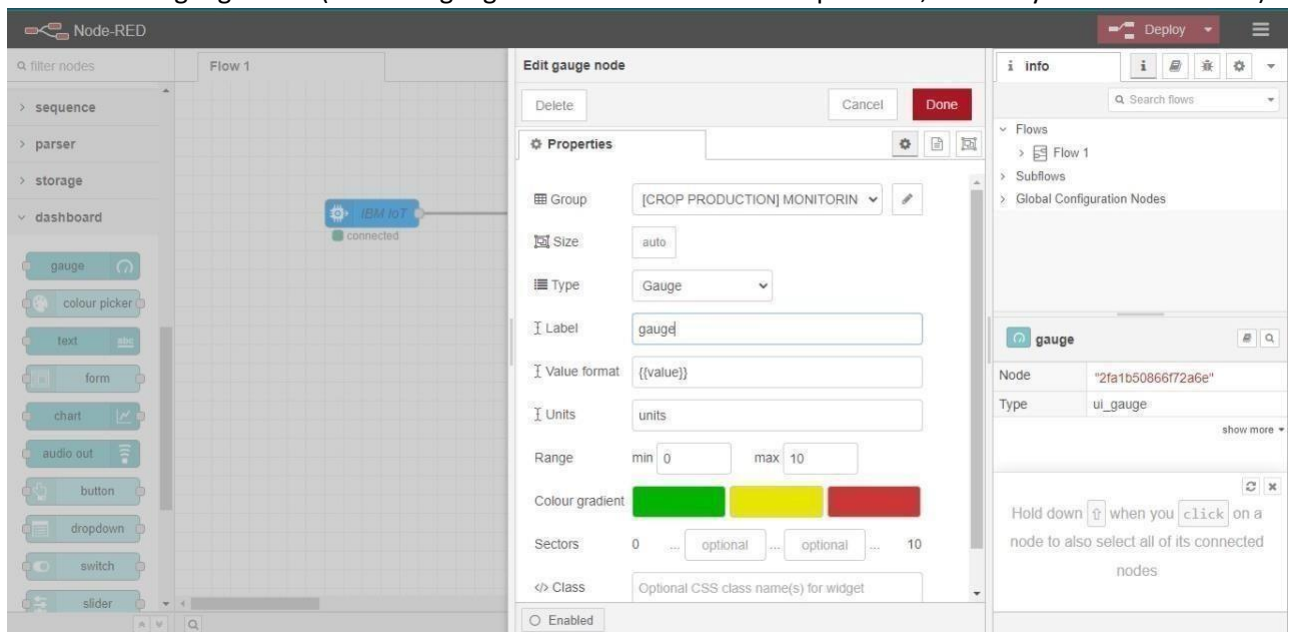 Node-RED
Deploy
filter nodes
sequence
parser
storage
dashboard
gauge
colour picker
text
abc
form
chart
audio out
button
dropdown
switch
slider
Flow 1
IBM IoT
connected
Edit gauge node
Delete
Cancel
Done
Properties
Group
[CROP PRODUCTION] MONITORIN
Size
auto
Type
Gauge
Label
gauge
Value format
{{value}}
Units
units
Range
min 0
max 10
Colour gradient
Sectors
0 ... optional ... optional ... 10
</> Class
Optional CSS class name(s) for widget
Enabled
i info
i
Search flows
Flows
Flow 1
Subflows
Global Configuration Nodes
gauge
Node "2fa1b50866f72a6e"
Type ui_gauge
show more
Hold down ⇧ when you click on a
node to also select all of its connected
nodes